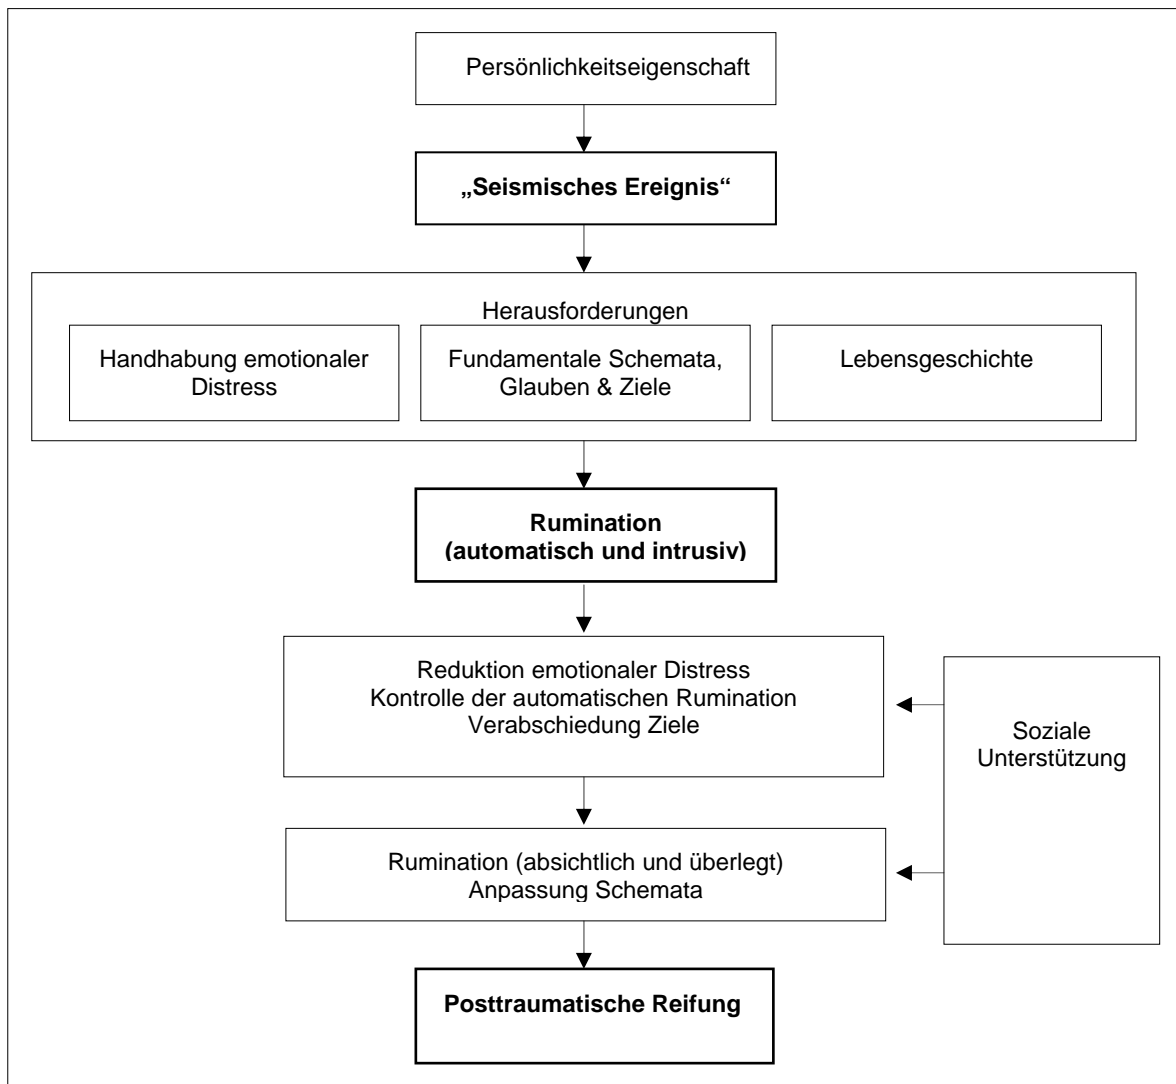 Persönlichkeitseigenschaft
„Seismisches Ereignis“
Herausforderungen
Handhabung emotionaler
Distress
Fundamentale Schemata,
Glauben & Ziele
Lebensgeschichte
Rumination
(automatisch und intrusiv)
Reduktion emotionaler Distress
Kontrolle der automatischen Rumination
Verabschiedung Ziele
Soziale
Unterstützung
Rumination (absichtlich und überlegt)
Anpassung Schemata
Posttraumatische Reifung